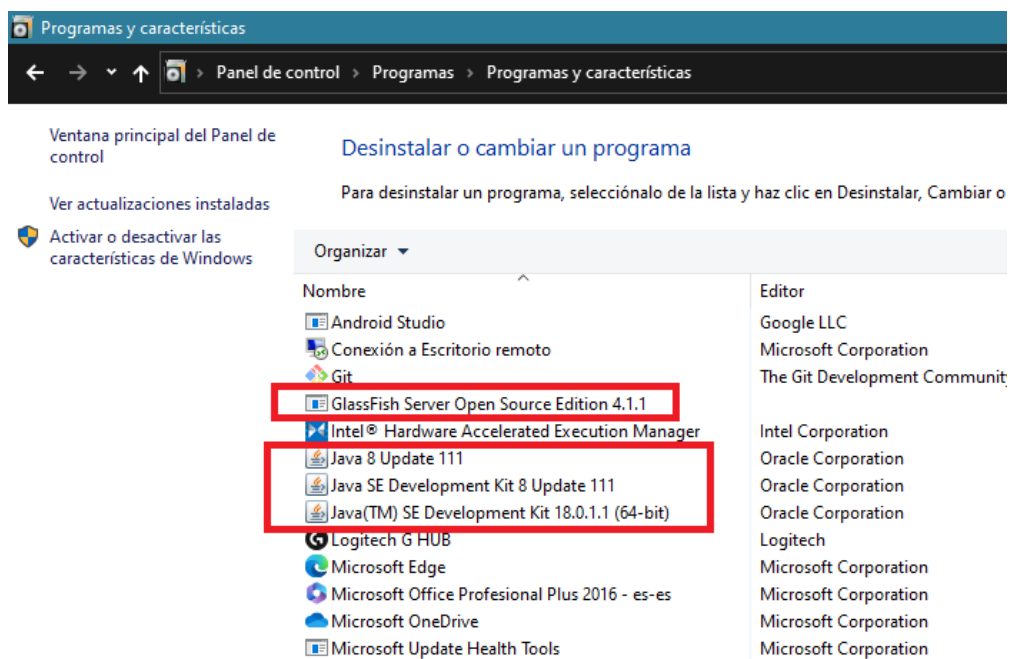 Programas y características
Panel de control > Programas > Programas y características
Ventana principal del Panel de
control
Ver actualizaciones instaladas
Activar o desactivar las
características de Windows
Desinstalar o cambiar un programa
Para desinstalar un programa, selecciónalo de la lista y haz clic en Desinstalar, Cambiar o
Organizar
Nombre Editor
Android Studio Google LLC
Conexión a Escritorio remoto Microsoft Corporation
Git The Git Development Communit
GlassFish Server Open Source Edition 4.1.1
Intel® Hardware Accelerated Execution Manager Intel Corporation
Java 8 Update 111 Oracle Corporation
Java SE Development Kit 8 Update 111 Oracle Corporation
Java(TM) SE Development Kit 18.0.1.1 (64-bit) Oracle Corporation
Logitech G HUB Logitech
Microsoft Edge Microsoft Corporation
Microsoft Office Profesional Plus 2016 - es-es Microsoft Corporation
Microsoft OneDrive Microsoft Corporation
Microsoft Update Health Tools Microsoft Corporation